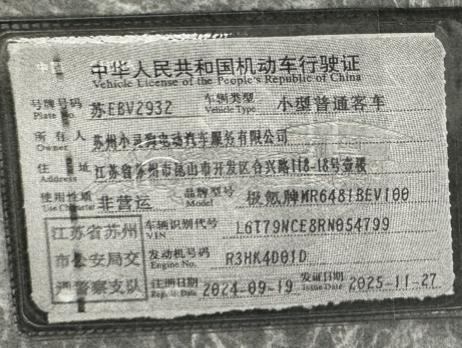 中华人民共和国机动车行驶证
Vehicle License of the People's Republic of China
号牌号码 苏EBV2932 车辆类型 小型普通客车
Plate No. Vehicle Type
所有人 苏州小灵狗电动汽车服务有限公司
Owner
住址 江苏省苏州市昆山市开发区合兴路118-18号壹楼
Address
使用性质 非营运 品牌型号 极氪牌MR6481BEV100
Use Character Model
江苏省苏州 车辆识别代号 L6T79NCE8RN054799
VIN
市公安局交 发动机号码 R3HK4D01D
Engine No.
通警察支队 注册日期 2024-09-19 发证日期 2025-11-27
Register Date Issue Date